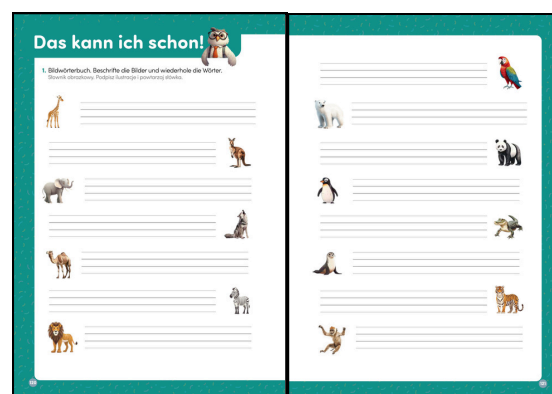 Das kann ich schon!
1. Bildwörterbuch. Beschrifte die Bilder und wiederhole die Wörter.
Słownik obrazkowy. Podpisz ilustracje i powtarzaj słówka.